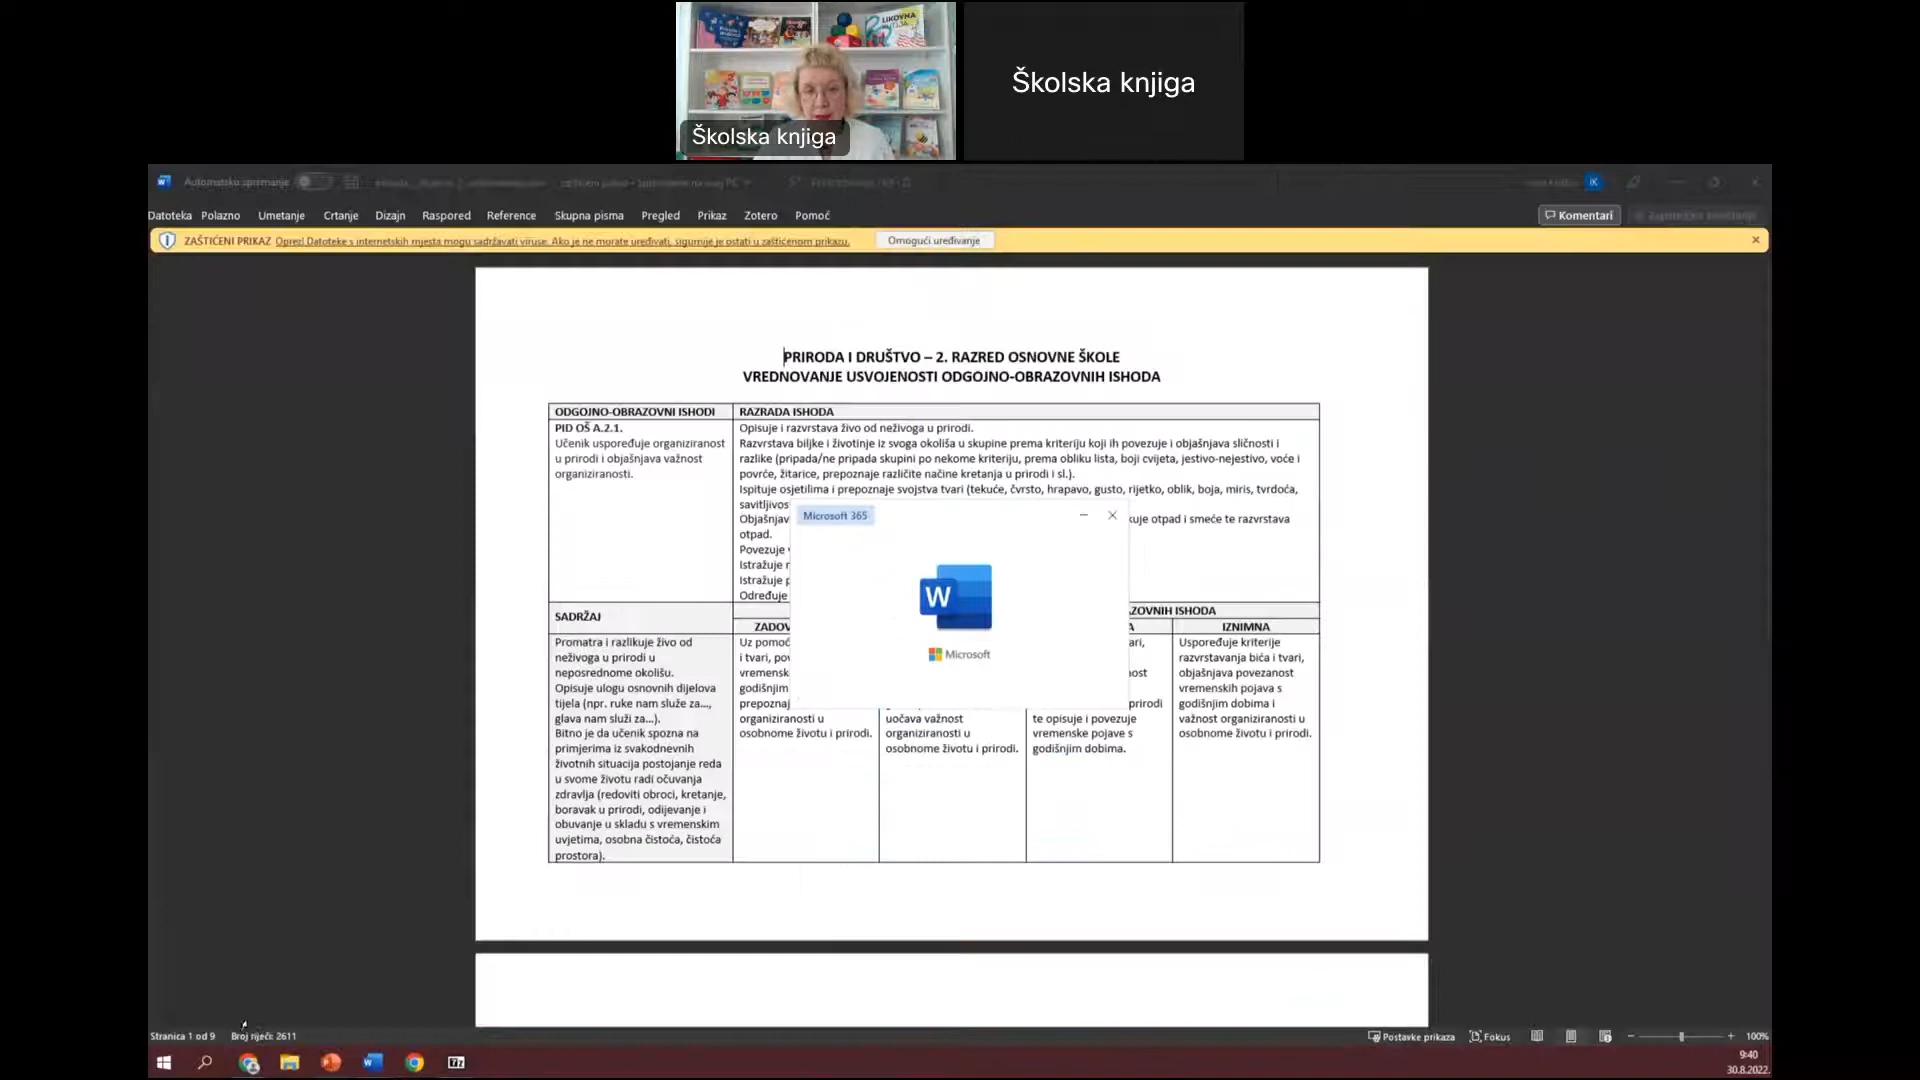 LIKOVNA
Školska knjiga
Školska knjiga
Automatsko spremanje
IK
Datoteka Polazno Umetanje Crtanje Dizajn Raspored Reference Skupna pisma Pregled Prikaz Zotero Pomoć
Komentari
ZAŠTIĆENI PRIKAZ Oprez! Datoteke s internetskih mjesta mogu sadržavati viruse. Ako je ne morate uređivati, sigurnije je ostati u zaštićenom prikazu. Omogući uređivanje
PRIRODA I DRUŠTVO – 2. RAZRED OSNOVNE ŠKOLE
VREDNOVANJE USVOJENOSTI ODGOJNO-OBRAZOVNIH ISHODA
ODGOJNO-OBRAZOVNI ISHODI
RAZRADA ISHODA
PID OŠ A.2.1.
Učenik uspoređuje organiziranost
u prirodi i objašnjava važnost
organiziranosti.
Opisuje i razvrstava živo od neživoga u prirodi.
Razvrstava biljke i životinje iz svoga okoliša u skupine prema kriteriju koji ih povezuje i objašnjava sličnosti i
razlike (pripada/ne pripada skupini po nekome kriteriju, prema obliku lista, boji cvijeta, jestivo-nejestivo, voće i
povrće, žitarice, prepoznaje različite načine kretanja u prirodi i sl.).
Ispituje osjetilima i prepoznaje svojstva tvari (tekuće, čvrsto, hrapavo, gusto, rijetko, oblik, boja, miris, tvrdoća,
savitljivos
Objašnjav kuje otpad i smeće te razvrstava
otpad.
Povezuje v
Istražuje r
Istražuje p
Određuje
Microsoft 365
W
Microsoft
SADRŽAJ
ZOVNIH ISHODA
ZADOV
A
IZNIMNA
Promatra i razlikuje živo od
neživoga u prirodi u
neposrednome okolišu.
Opisuje ulogu osnovnih dijelova
tijela (npr. ruke nam služe za...,
glava nam služi za...).
Bitno je da učenik spozna na
primjerima iz svakodnevnih
životnih situacija postojanje reda
u svome životu radi očuvanja
zdravlja (redoviti obroci, kretanje,
boravak u prirodi, odijevanje i
obuvanje u skladu s vremenskim
uvjetima, osobna čistoća, čistoća
prostora).
Uz pomoć
i tvari, pov
vremensk
godišnjim
prepoznaj
organiziranosti u
osobnome životu i prirodi.
uočava važnost
organiziranosti u
osobnome životu i prirodi.
ari,
nost
prirodi
te opisuje i povezuje
vremenske pojave s
godišnjim dobima.
Uspoređuje kriterije
razvrstavanja bića i tvari,
objašnjava povezanost
vremenskih pojava s
godišnjim dobima i
važnost organiziranosti u
osobnome životu i prirodi.
Stranica 1 od 9 Broj riječi: 2611
Postavke prikaza Fokus 100%
9:40
30.8.2022.